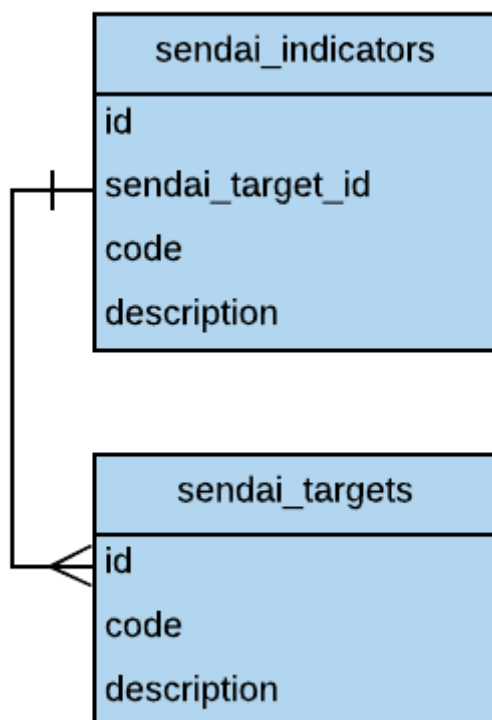 sendai_indicators
id
sendai_target_id
code
description
sendai_targets
id
code
description